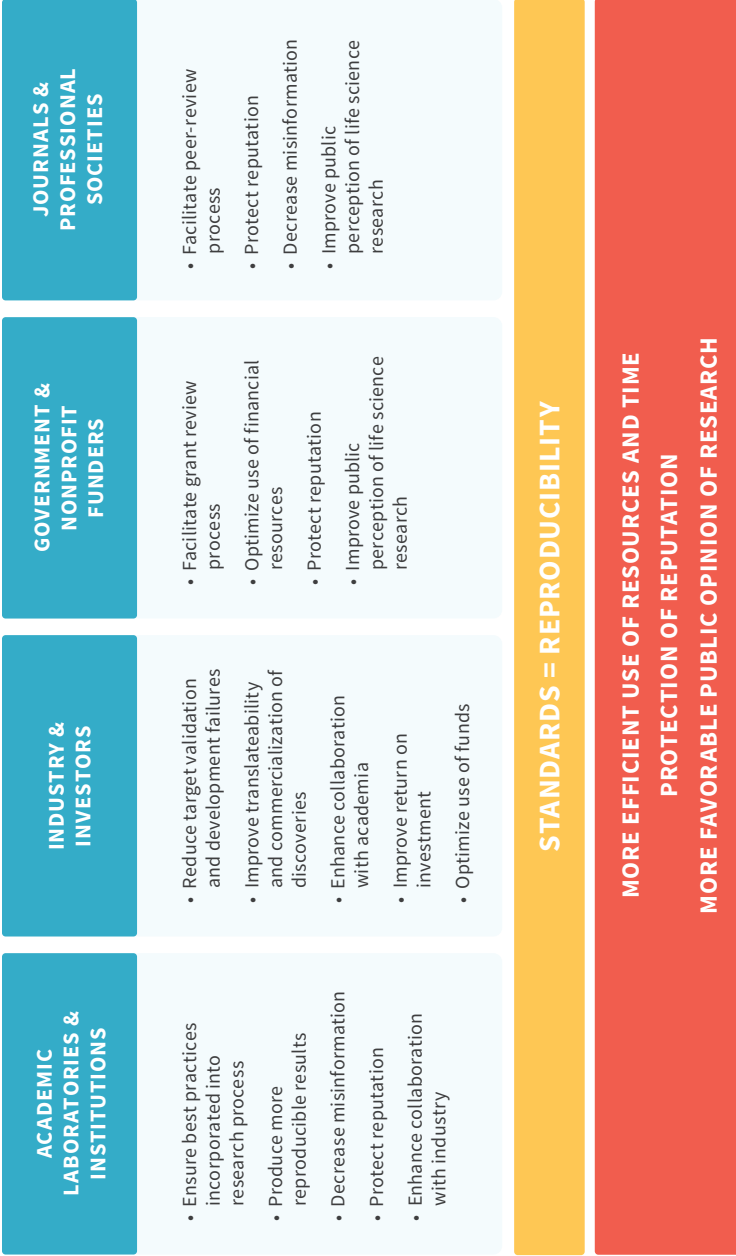 ACADEMIC
LABORATORIES &
INSTITUTIONS
• Ensure best practices
incorporated into
research process
• Produce more
reproducible results
• Decrease misinformation
• Protect reputation
• Enhance collaboration
with industry
INDUSTRY &
INVESTORS
• Reduce target validation
and development failures
• Improve translateability
and commercialization of
discoveries
• Enhance collaboration
with academia
• Improve return on
investment
• Optimize use of funds
GOVERNMENT &
NONPROFIT
FUNDERS
• Facilitate grant review
process
• Optimize use of financial
resources
• Protect reputation
• Improve public
perception of life science
research
JOURNALS &
PROFESSIONAL
SOCIETIES
• Facilitate peer-review
process
• Protect reputation
• Decrease misinformation
• Improve public
perception of life science
research
STANDARDS = REPRODUCIBILITY
MORE EFFICIENT USE OF RESOURCES AND TIME
PROTECTION OF REPUTATION
MORE FAVORABLE PUBLIC OPINION OF RESEARCH